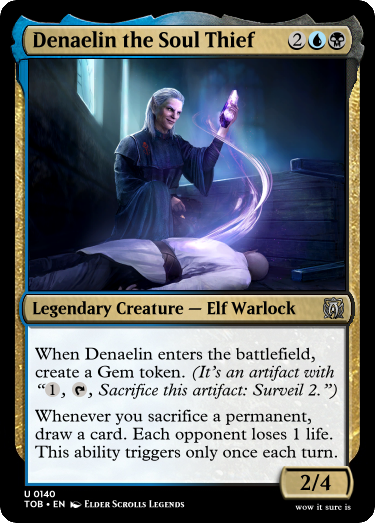 Denaelin the Soul Thief 2
Legendary Creature — Elf Warlock
When Denaelin enters the battlefield,
create a Gem token. (It's an artifact with
“1, , Sacrifice this artifact: Surveil 2.”)
Whenever you sacrifice a permanent,
draw a card. Each opponent loses 1 life.
This ability triggers only once each turn.
2/4
U 0140
TOB • EN Elder Scrolls Legends
wow it sure is